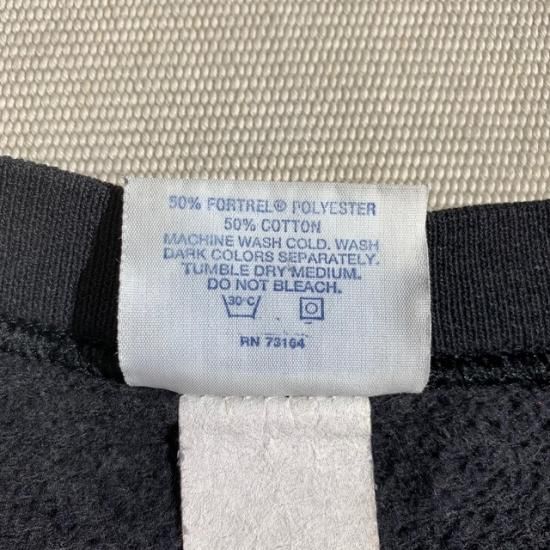 50% FORTREL® POLYESTER
50% COTTON
MACHINE WASH COLD. WASH
DARK COLORS SEPARATELY.
TUMBLE DRY MEDIUM.
DO NOT BLEACH.
30°C
RN 73164